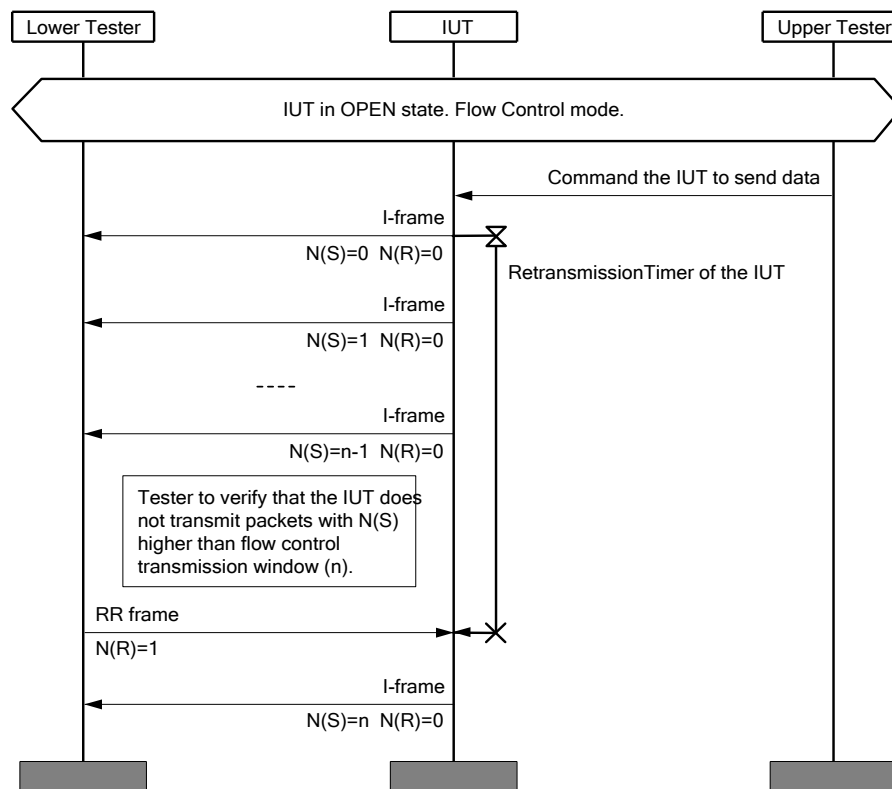 Lower Tester
IUT
Upper Tester
IUT in OPEN state. Flow Control mode.
Command the IUT to send data
I-frame
N(S)=0 N(R)=0
RetransmissionTimer of the IUT
I-frame
N(S)=1 N(R)=0
----
I-frame
N(S)=n-1 N(R)=0
Tester to verify that the IUT does
not transmit packets with N(S)
higher than flow control
transmission window (n).
RR frame
N(R)=1
I-frame
N(S)=n N(R)=0